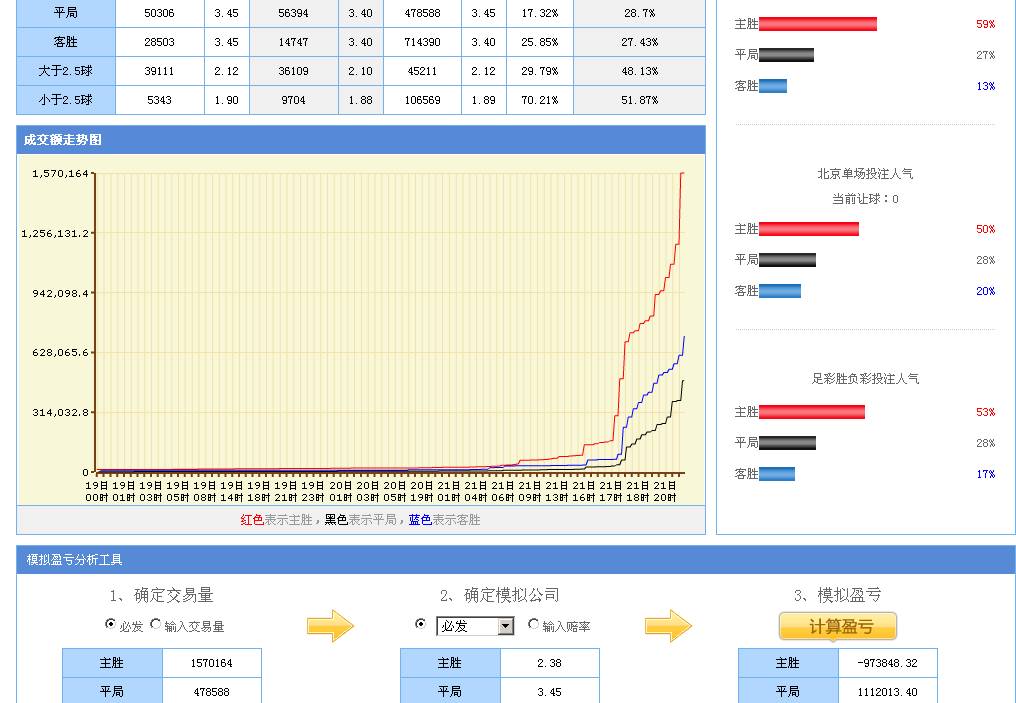 平局 50306 3.45 56394 3.40 478588 3.45 17.32% 28.7%
客胜 28503 3.45 14747 3.40 714390 3.40 25.85% 27.43%
大于2.5球 39111 2.12 36109 2.10 45211 2.12 29.79% 48.13%
小于2.5球 5343 1.90 9704 1.88 106569 1.89 70.21% 51.87%
成交额走势图
1,570,164
1,256,131.2
942,098.4
628,065.6
314,032.8
0
19日 19日 19日 19日 19日 19日 19日 19日 19日 20日 20日 20日 20日 21日 21日 21日 21日 21日 21日 21日 21日 21日
00时 01时 03时 05时 08时 14时 18时 21时 23时 01时 03时 05时 19时 01时 04时 06时 09时 13时 16时 17时 18时 20时
红色表示主胜，黑色表示平局，蓝色表示客胜
主胜 59%
平局 27%
客胜 13%
北京单场投注人气
当前让球：0
主胜 50%
平局 28%
客胜 20%
足彩胜负彩投注人气
主胜 53%
平局 28%
客胜 17%
模拟盈亏分析工具
1、确定交易量
必发 输入交易量
主胜 1570164
平局 478588
2、确定模拟公司
必发 输入赔率
主胜 2.38
平局 3.45
3、模拟盈亏
计算盈亏
主胜 -973848.32
平局 1112013.40